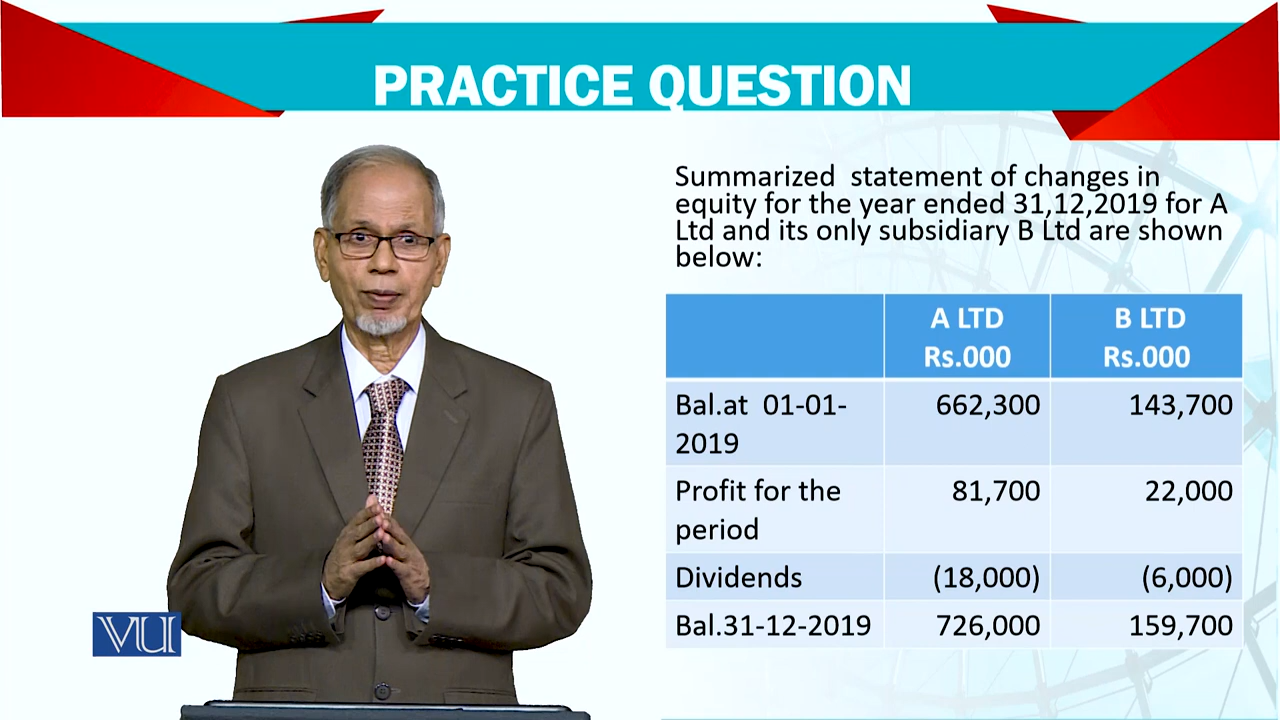 PRACTICE QUESTION
Summarized statement of changes in
equity for the year ended 31,12,2019 for A
Ltd and its only subsidiary B Ltd are shown
below:
A LTD B LTD
Rs.000 Rs.000
Bal.at 01-01- 662,300 143,700
2019
Profit for the 81,700 22,000
period
Dividends (18,000) (6,000)
Bal.31-12-2019 726,000 159,700
VU